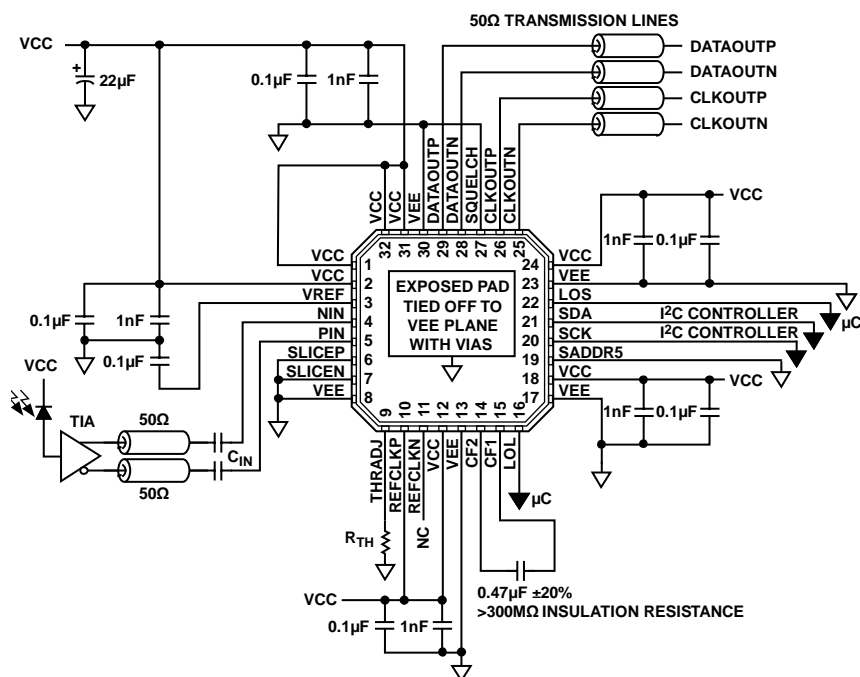 50Ω TRANSMISSION LINES
VCC
DATAOUTP
DATAOUTN
CLKOUTP
CLKOUTN
+
22µF
0.1µF
1nF
VCC
VCC
VEE
DATAOUTP
DATAOUTN
SQUELCH
CLKOUTP
CLKOUTN
32
31
30
29
28
27
26
25
VCC
VCC
VREF
NIN
PIN
SLICEP
SLICEN
VEE
1
2
3
4
5
6
7
8
EXPOSED PAD
TIED OFF TO
VEE PLANE
WITH VIAS
24
23
22
21
20
19
18
17
VCC
VEE
LOS
SDA
SCK
SADDR5
VCC
VEE
VCC
1nF
0.1µF
µC
I²C CONTROLLER
I²C CONTROLLER
VCC
1nF
0.1µF
0.1µF
1nF
0.1µF
VCC
TIA
50Ω
50Ω
C_IN
9
10
11
12
13
14
15
16
THRADJ
REFCLKP
REFCLKN
VCC
VEE
CF2
CF1
LOL
µC
R_TH
NC
0.47µF ±20%
>300MΩ INSULATION RESISTANCE
VCC
0.1µF
1nF